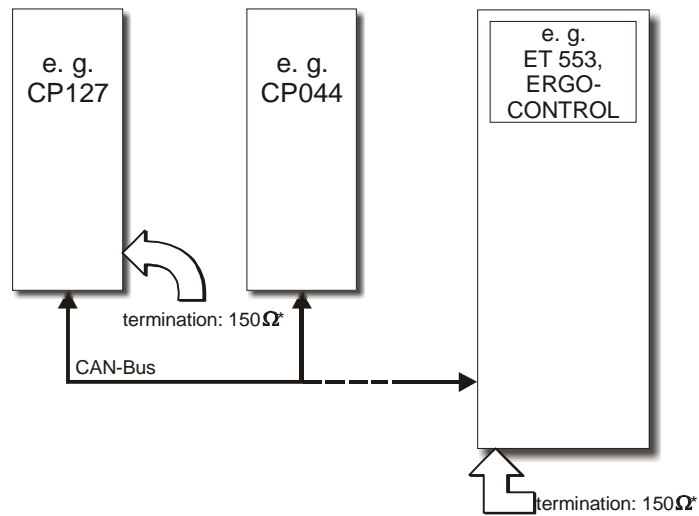 e. g.
CP127
e. g.
CP044
e. g.
ET 553,
ERGO-
CONTROL
termination: 150Ω*
CAN-Bus
termination: 150Ω*